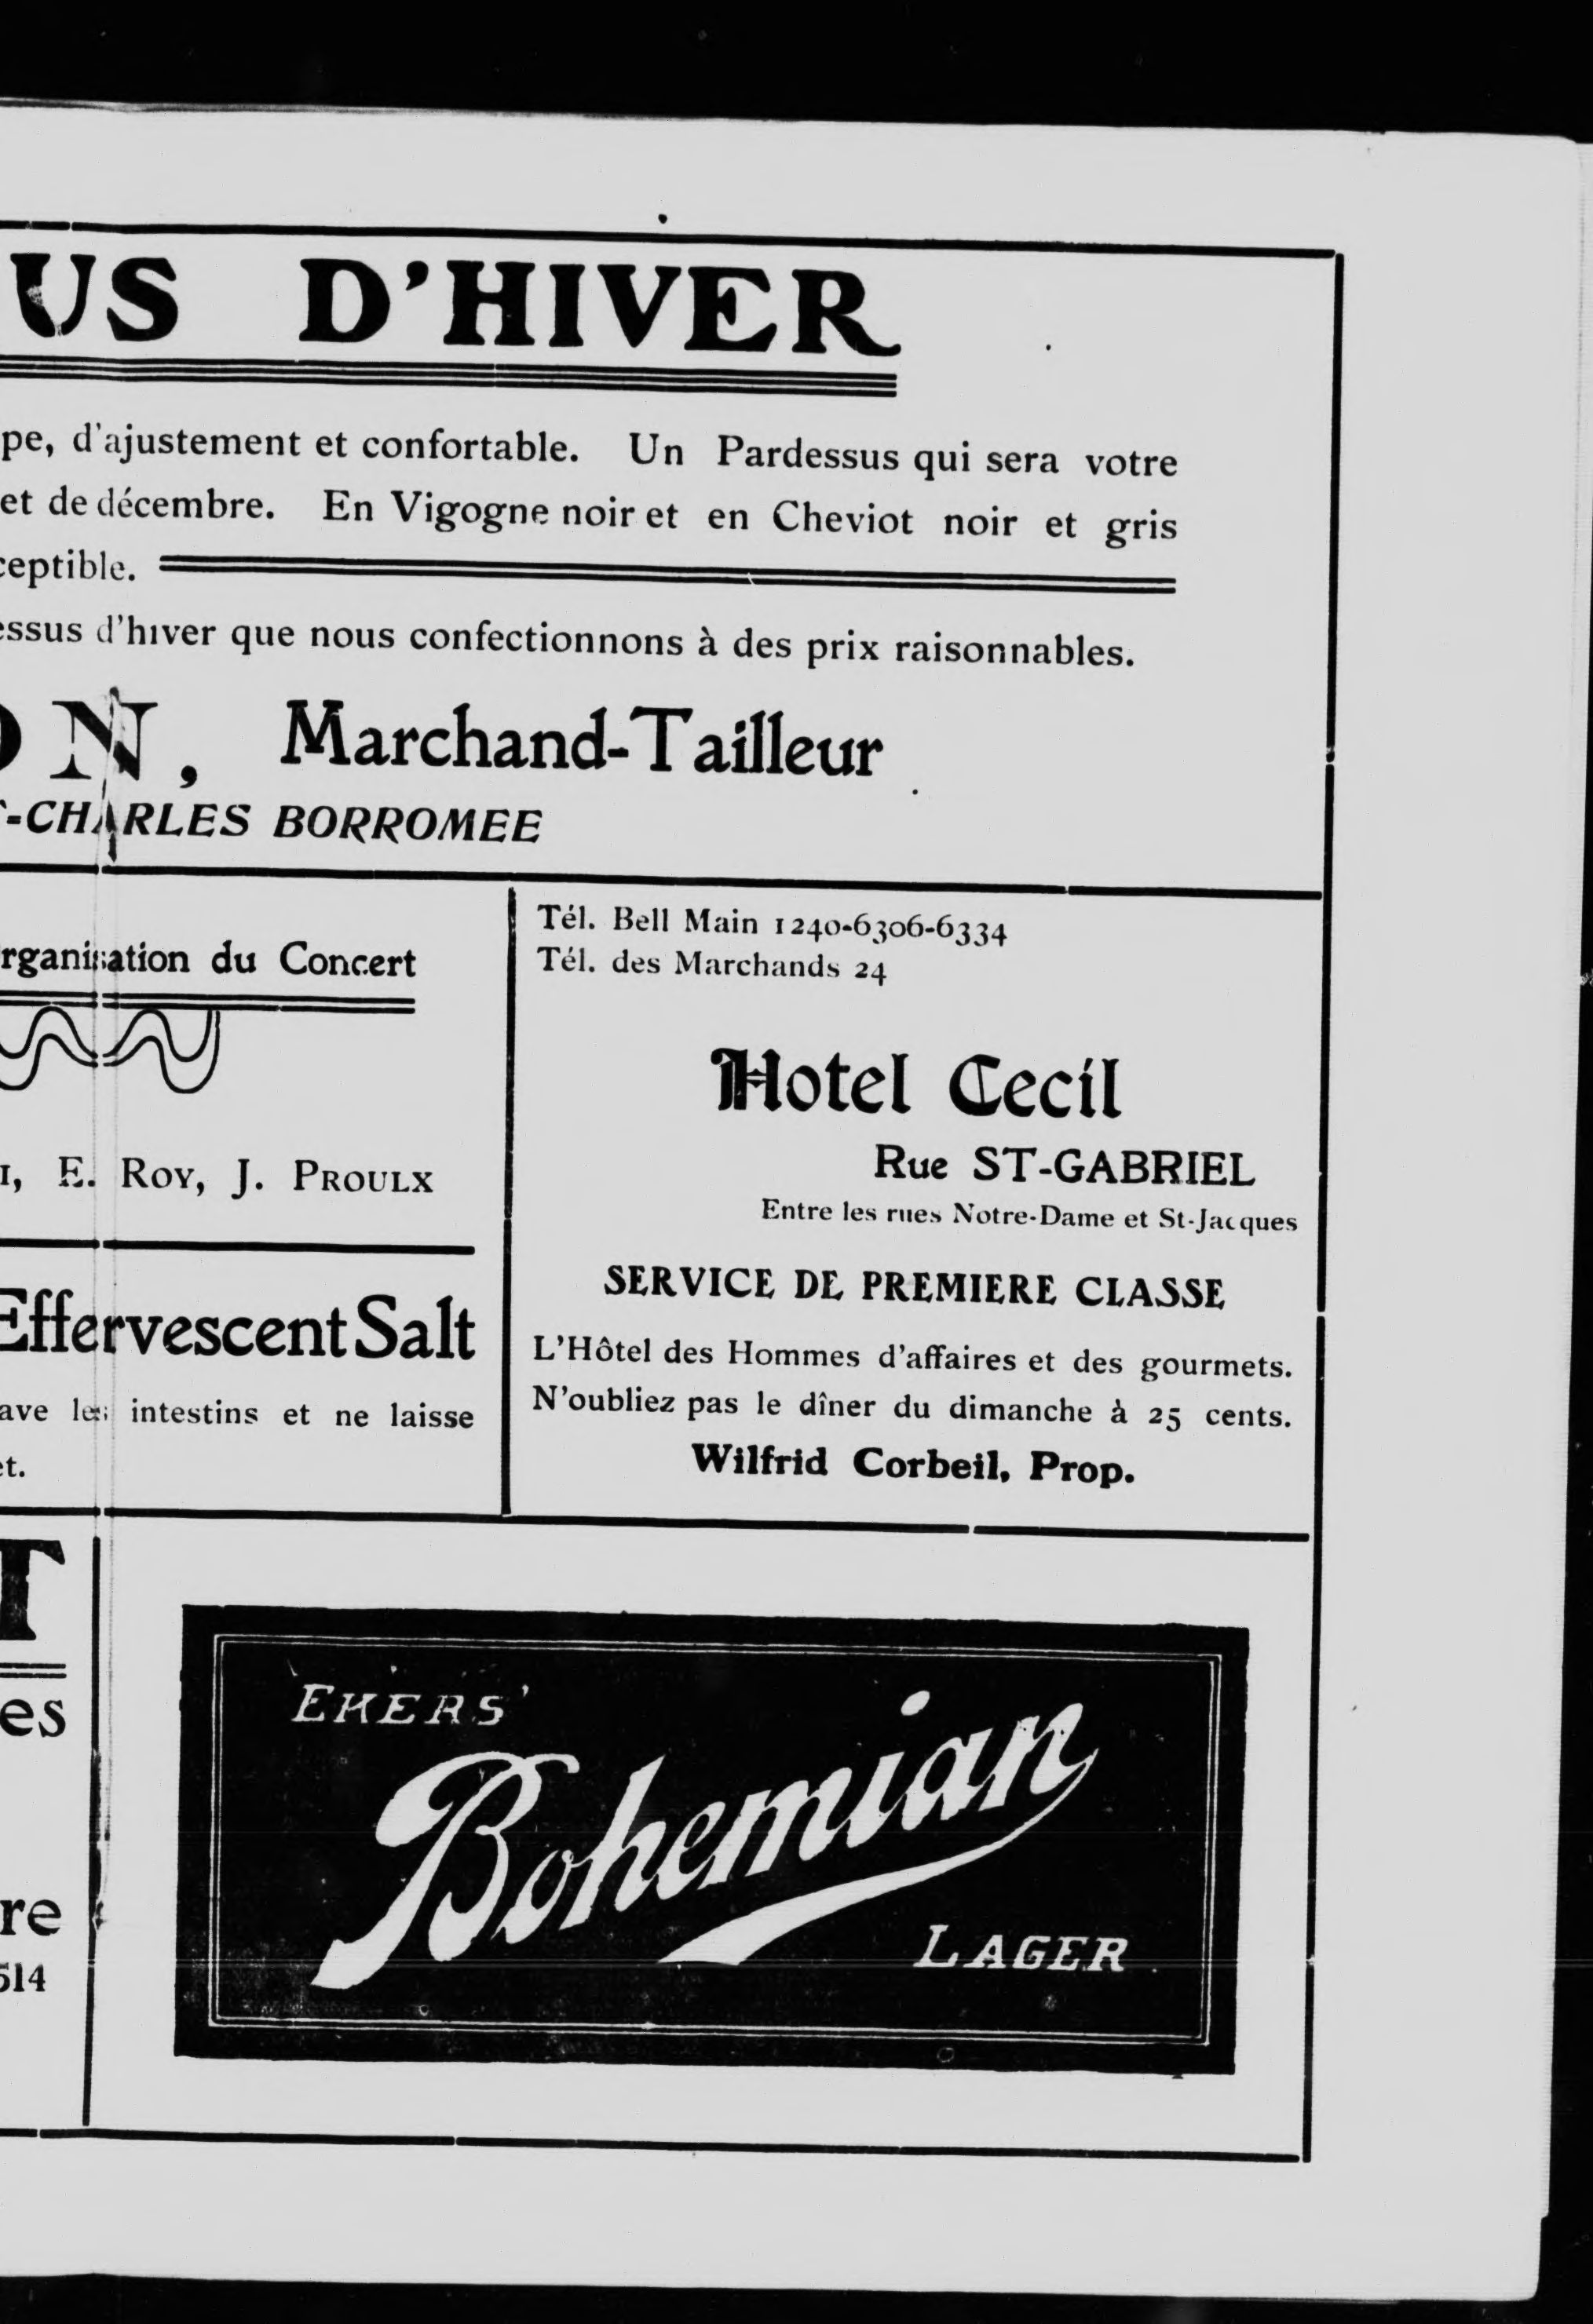 US D'HIVER
pe, d'ajustement et confortable. Un Pardessus qui sera votre
et de décembre. En Vigogne noir et en Cheviot noir et gris
ceptible.
essus d'hiver que nous confectionnons à des prix raisonnables.
ON, Marchand-Tailleur
-CHARLES BORROMEE
rganisation du Concert
I, E. ROY, J. PROULX
Effervescent Salt
ave les intestins et ne laisse
et.
Tél. Bell Main 1240-6306-6334
Tél. des Marchands 24
Hotel Cecil
Rue ST-GABRIEL
Entre les rues Notre-Dame et St-Jacques
SERVICE DE PREMIERE CLASSE
L'Hôtel des Hommes d'affaires et des gourmets.
N'oubliez pas le dîner du dimanche à 25 cents.
Wilfrid Corbeil, Prop.
T
es
re
514
EKERS'
Bohemian
LAGER